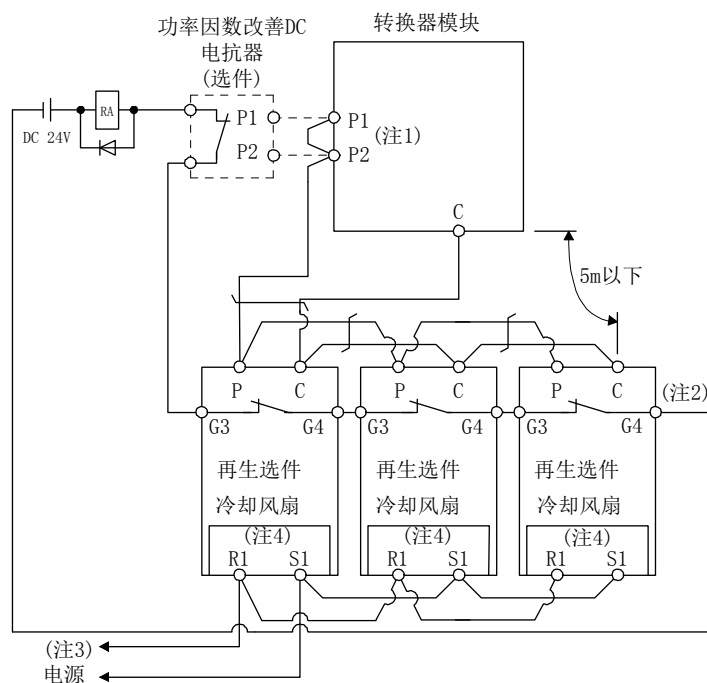 功率因数改善DC
电抗器
(选件)
转换器模块
DC 24V
RA
P1
P2
P1
(注1)
P2
C
5m以下
P
C
P
C
P
C
(注2)
G3
G4
G3
G4
G3
G4
再生选件
再生选件
再生选件
冷却风扇
冷却风扇
冷却风扇
(注4)
(注4)
(注4)
R1
S1
R1
S1
R1
S1
(注3)
电源